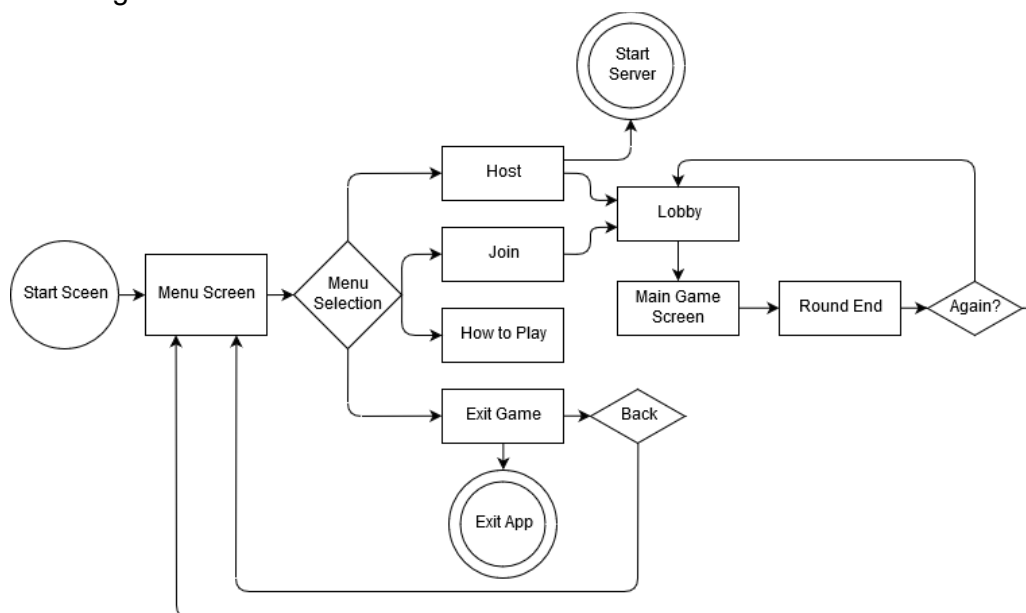 Start
Server
Host
Lobby
Join
Menu
Selection
Start Sceen
Menu Screen
Main Game
Screen
Round End
Again?
How to Play
Exit Game
Back
Exit App